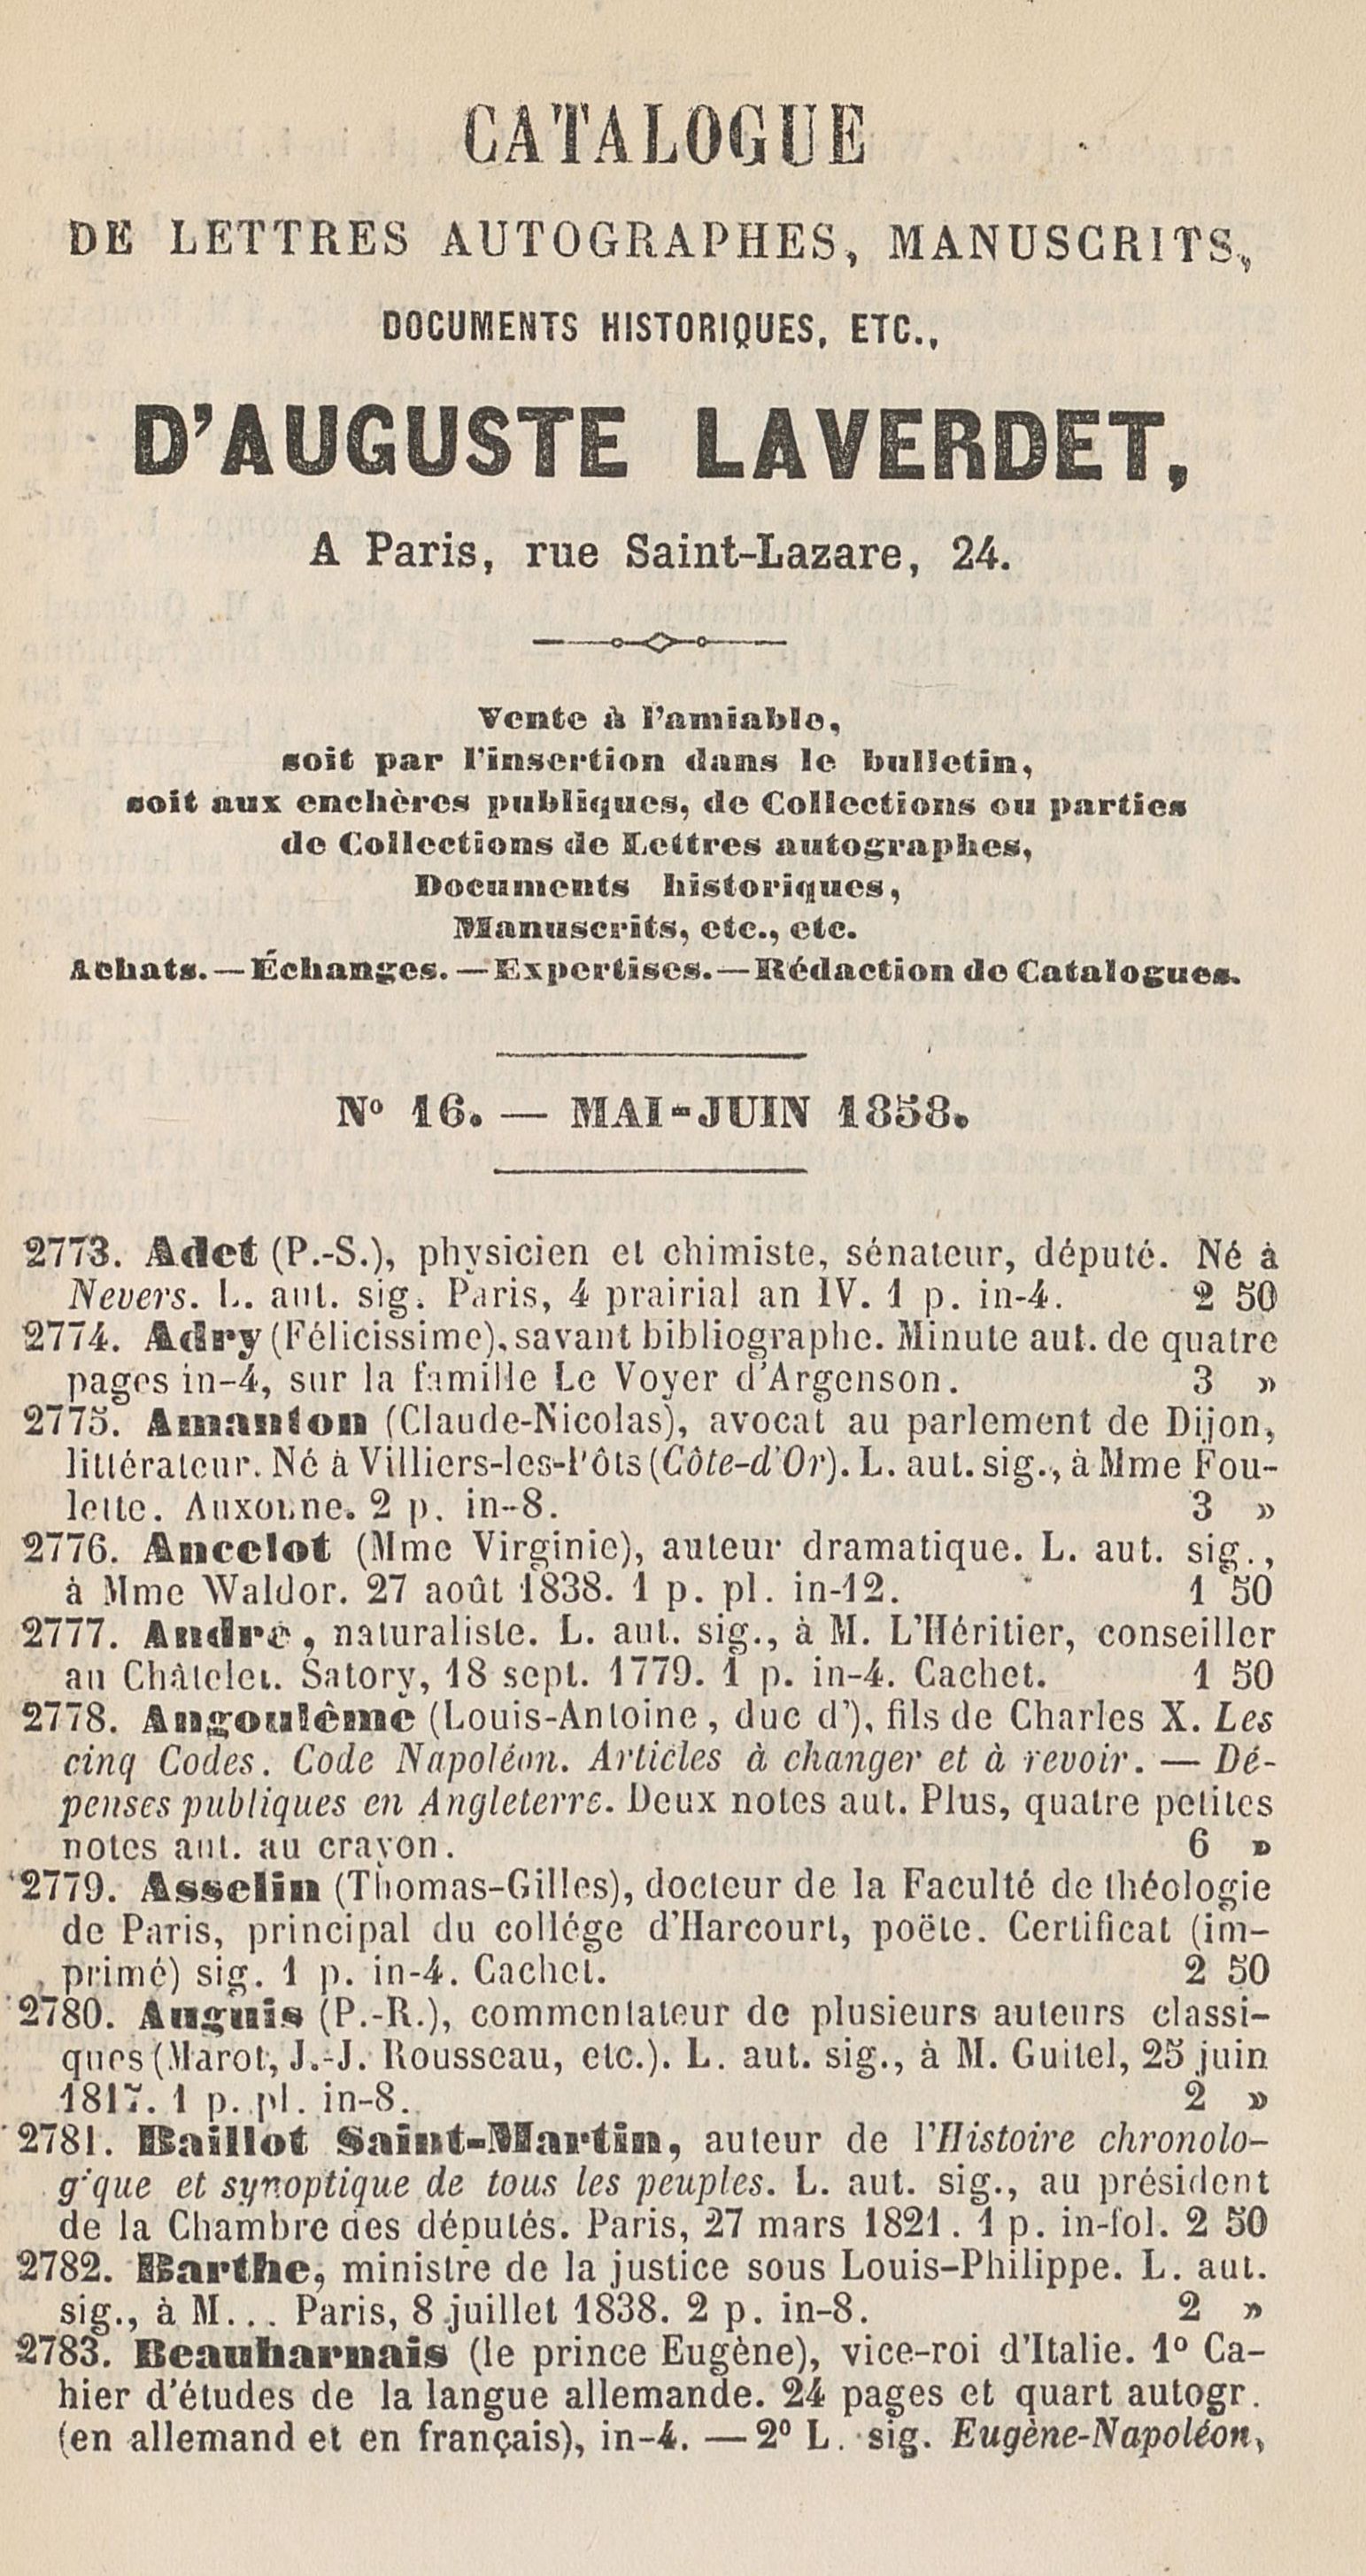 CATALOGUE
DE LETTRES AUTOGRAPHES, MANUSCRITS,
DOCUMENTS HISTORIQUES, ETC.,
D'AUGUSTE LAVERDET,
A Paris, rue Saint-Lazare, 24.
Vente à l'amiable,
soit par l'insertion dans le bulletin,
soit aux enchères publiques, de Collections ou parties
de Collections de Lettres autographes,
Documents historiques,
Manuscrits, etc., etc.
Achats. — Échanges. — Expertises. — Rédaction de Catalogues.
Nº 16. — MAI-JUIN 1858.
2773. Adet (P.-S.), physicien et chimiste, sénateur, député. Né à
Nevers. L. aut. sig. Paris, 4 prairial an IV. 1 p. in-4. 2 50
2774. Adry (Félicissime), savant bibliographe. Minute aut. de quatre
pages in-4, sur la famille Le Voyer d'Argenson. 3 »
2775. Amanton (Claude-Nicolas), avocat au parlement de Dijon,
littérateur. Né à Villiers-les-Pôts (Côte-d'Or). L. aut. sig., à Mme Fou-
lette. Auxonne. 2 p. in-8. 3 »
2776. Ancelot (Mme Virginie), auteur dramatique. L. aut. sig.,
à Mme Waldor. 27 août 1838. 1 p. pl. in-12. 1 50
2777. André, naturaliste. L. aut. sig., à M. L'Héritier, conseiller
au Châtelet. Satory, 18 sept. 1779. 1 p. in-4. Cachet. 1 50
2778. Angoulême (Louis-Antoine, duc d'), fils de Charles X. Les
cinq Codes. Code Napoléon. Articles à changer et à revoir. — Dé-
penses publiques en Angleterre. Deux notes aut. Plus, quatre petites
notes aut. au crayon. 6 »
2779. Asselin (Thomas-Gilles), docteur de la Faculté de théologie
de Paris, principal du collége d'Harcourt, poëte. Certificat (im-
primé) sig. 1 p. in-4. Cachet. 2 50
2780. Auguis (P.-R.), commentateur de plusieurs auteurs classi-
ques (Marot, J.-J. Rousseau, etc.). L. aut. sig., à M. Guitel, 25 juin
1817. 1 p. pl. in-8. 2 »
2781. Baillot Saint-Martin, auteur de l'Histoire chronolo-
gique et synoptique de tous les peuples. L. aut. sig., au président
de la Chambre des députés. Paris, 27 mars 1821. 1 p. in-fol. 2 50
2782. Barthe, ministre de la justice sous Louis-Philippe. L. aut.
sig., à M... Paris, 8 juillet 1838. 2 p. in-8. 2 »
2783. Beauharnais (le prince Eugène), vice-roi d'Italie. 1º Ca-
hier d'études de la langue allemande. 24 pages et quart autogr.
(en allemand et en français), in-4. — 2º L. sig. Eugène-Napoléon,